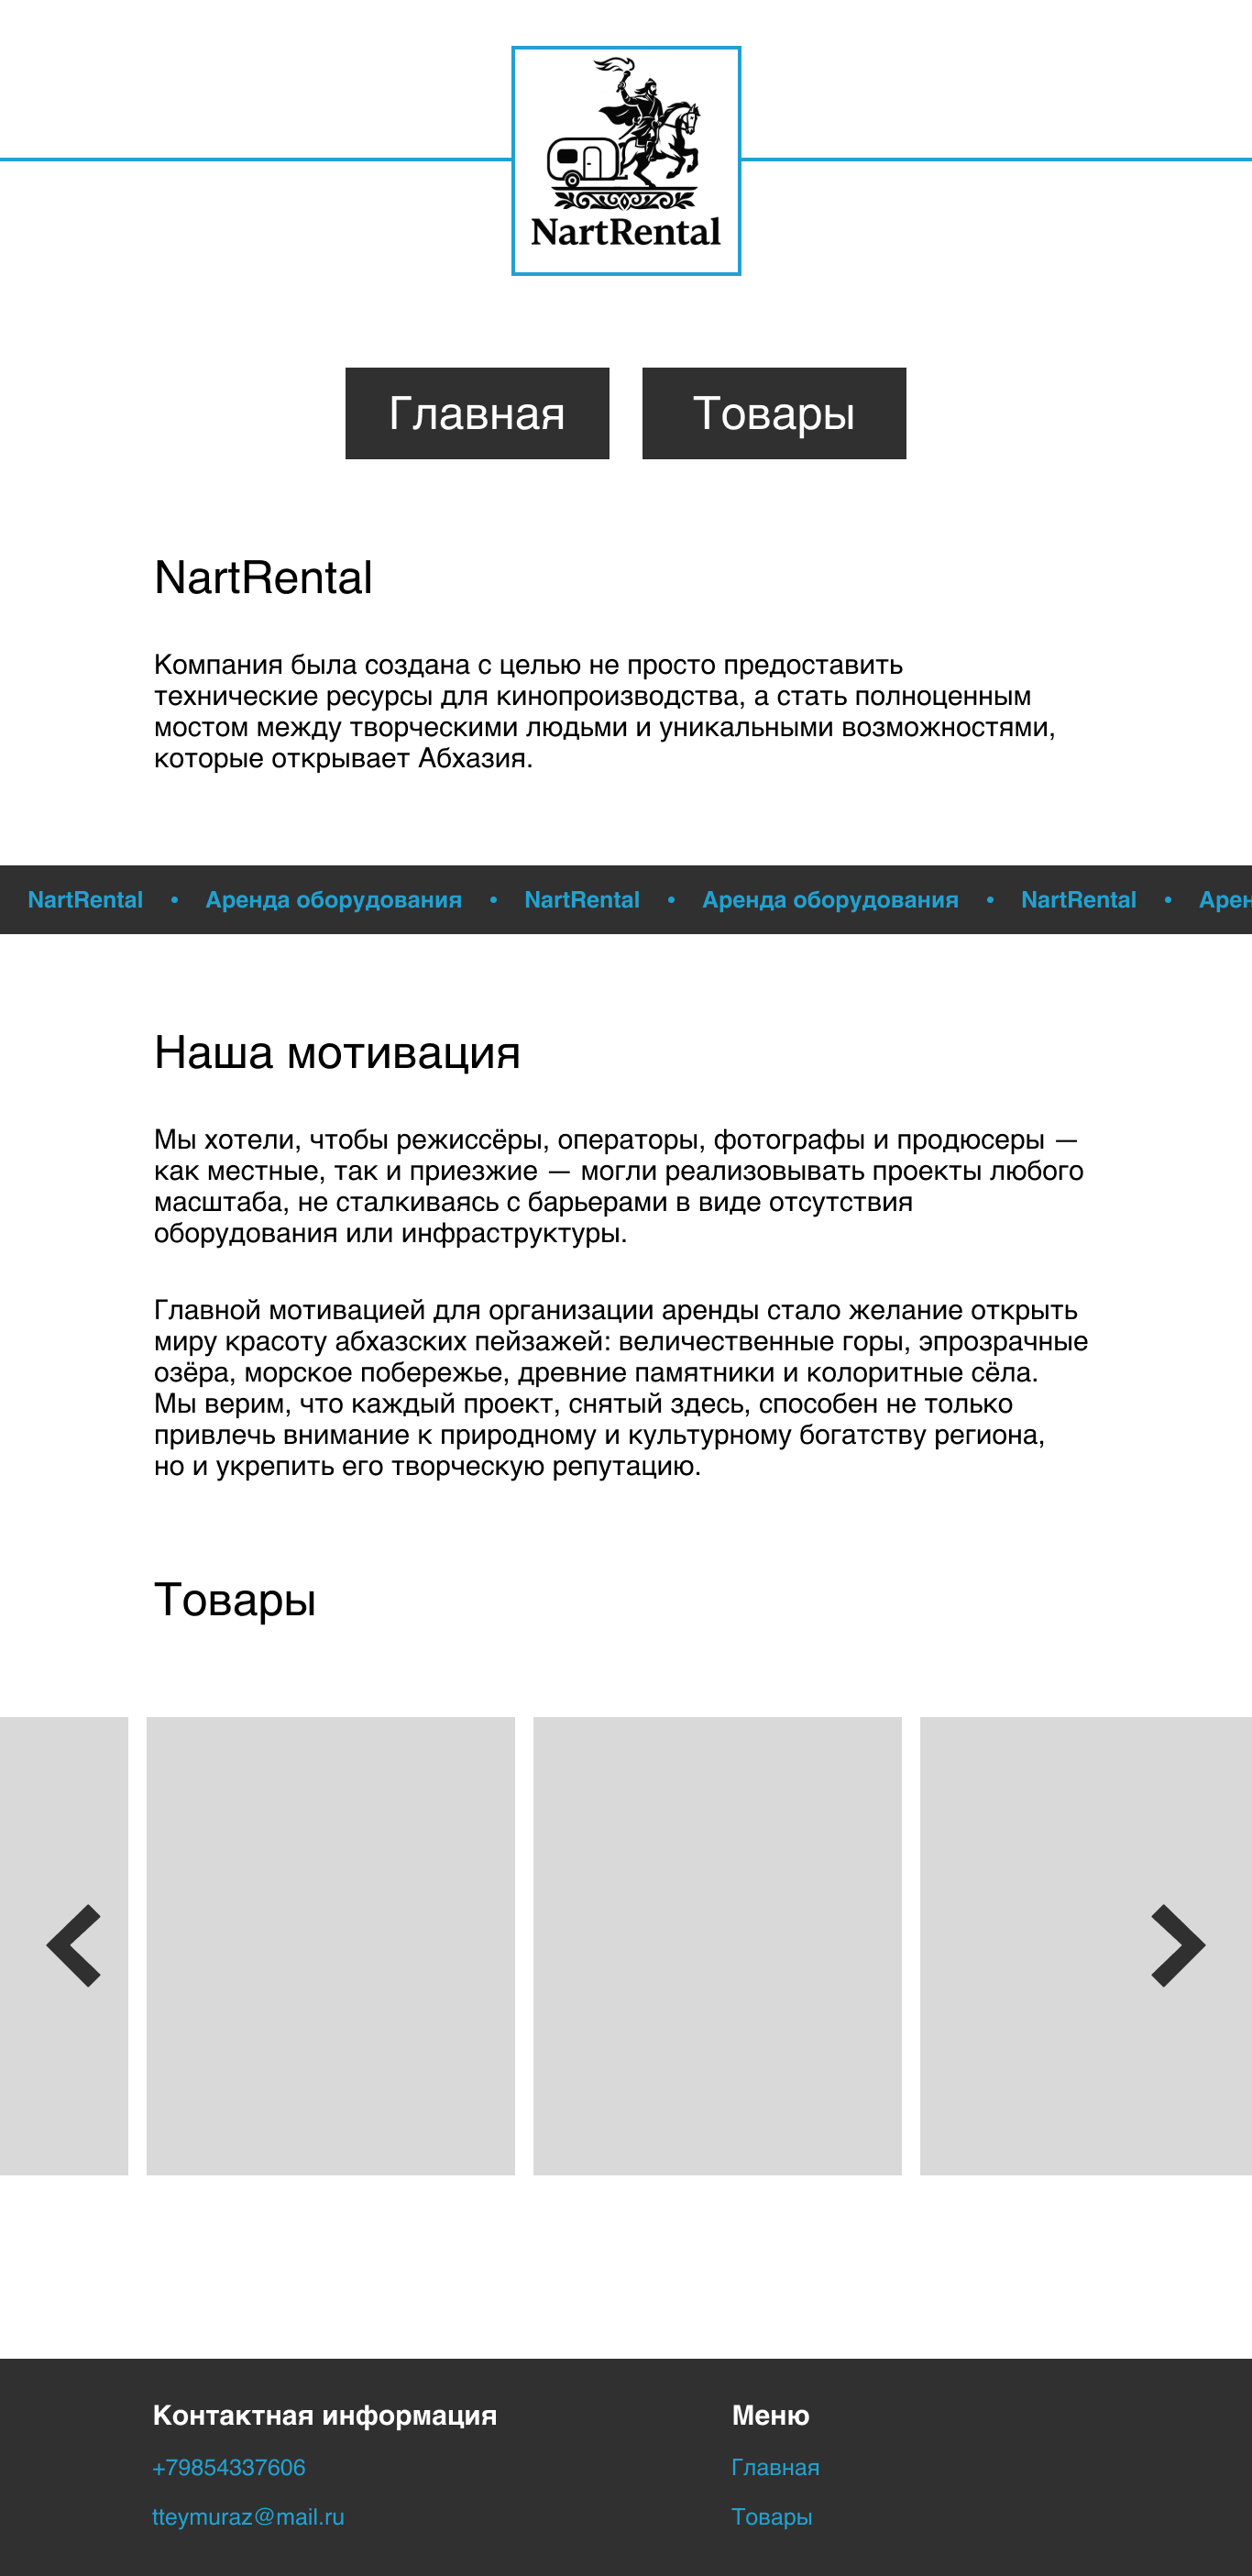 NartRental
Главная
Товары
NartRental
Компания была создана с целью не просто предоставить
технические ресурсы для кинопроизводства, а стать полноценным
мостом между творческими людьми и уникальными возможностями,
которые открывает Абхазия.
NartRental • Аренда оборудования • NartRental • Аренда оборудования • NartRental • Арен
Наша мотивация
Мы хотели, чтобы режиссёры, операторы, фотографы и продюсеры —
как местные, так и приезжие — могли реализовывать проекты любого
масштаба, не сталкиваясь с барьерами в виде отсутствия
оборудования или инфраструктуры.
Главной мотивацией для организации аренды стало желание открыть
миру красоту абхазских пейзажей: величественные горы, эпрозрачные
озёра, морское побережье, древние памятники и колоритные сёла.
Мы верим, что каждый проект, снятый здесь, способен не только
привлечь внимание к природному и культурному богатству региона,
но и укрепить его творческую репутацию.
Товары
Контактная информация
+79854337606
tteymuraz@mail.ru
Меню
Главная
Товары